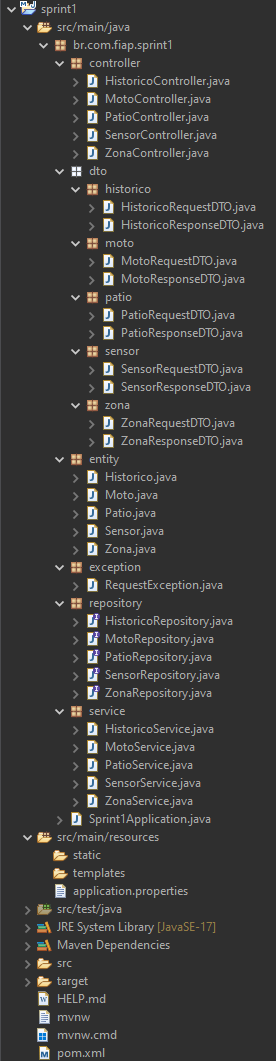 sprint1
src/main/java
br.com.fiap.sprint1
controller
HistoricoController.java
MotoController.java
PatioController.java
SensorController.java
ZonaController.java
dto
historico
HistoricoRequestDTO.java
HistoricoResponseDTO.java
moto
MotoRequestDTO.java
MotoResponseDTO.java
patio
PatioRequestDTO.java
PatioResponseDTO.java
sensor
SensorRequestDTO.java
SensorResponseDTO.java
zona
ZonaRequestDTO.java
ZonaResponseDTO.java
entity
Historico.java
Moto.java
Patio.java
Sensor.java
Zona.java
exception
RequestException.java
repository
HistoricoRepository.java
MotoRepository.java
PatioRepository.java
SensorRepository.java
ZonaRepository.java
service
HistoricoService.java
MotoService.java
PatioService.java
SensorService.java
ZonaService.java
Sprint1Application.java
src/main/resources
static
templates
application.properties
src/test/java
JRE System Library [JavaSE-17]
Maven Dependencies
src
target
HELP.md
mvnw
mvnw.cmd
pom.xml